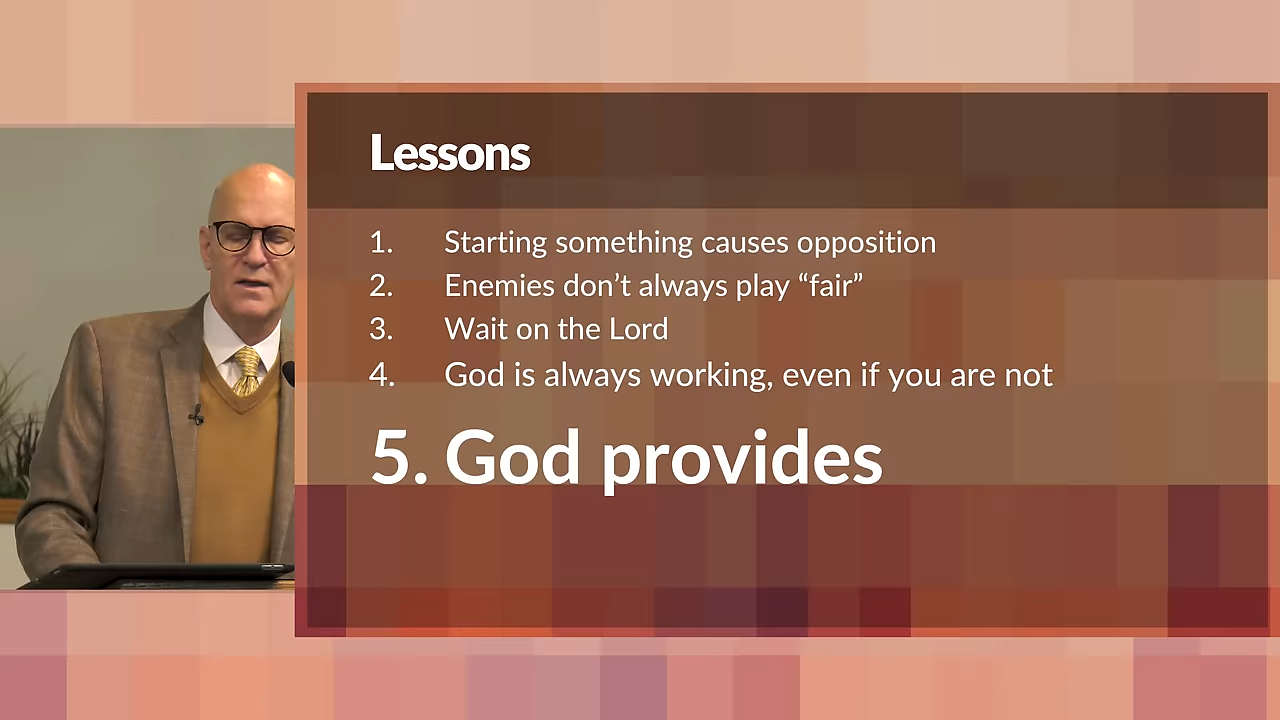 Lessons
1. Starting something causes opposition
2. Enemies don’t always play “fair”
3. Wait on the Lord
4. God is always working, even if you are not
5. God provides